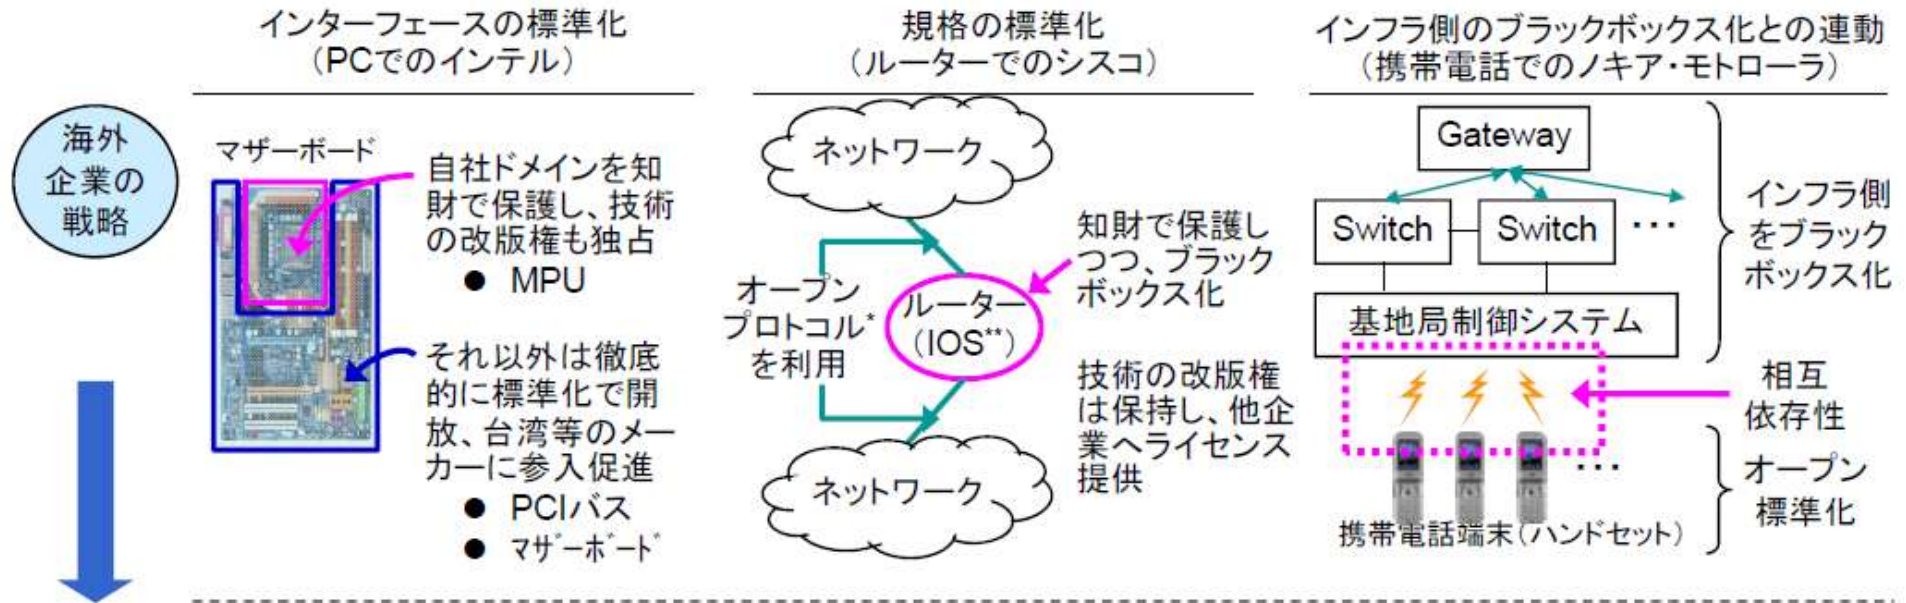 インターフェースの標準化
（PCでのインテル）
規格の標準化
（ルーターでのシスコ）
インフラ側のブラックボックス化との連動
（携帯電話でのノキア・モトローラ）
海外
企業の
戦略
マザーボード
自社ドメインを知
財で保護し、技術
の改版権も独占
● MPU
それ以外は徹底
的に標準化で開
放、台湾等のメー
カーに参入促進
● PCIバス
● ﾏｻﾞｰﾎﾞｰﾄﾞ
ネットワーク
オープン
プロトコル*
を利用
ルーター
（IOS**）
ネットワーク
知財で保護し
つつ、ブラック
ボックス化
技術の改版権
は保持し、他企
業へライセンス
提供
Gateway
Switch
Switch
・・・
基地局制御システム
・・・
携帯電話端末（ハンドセット）
インフラ側
をブラック
ボックス化
相互
依存性
オープン
標準化